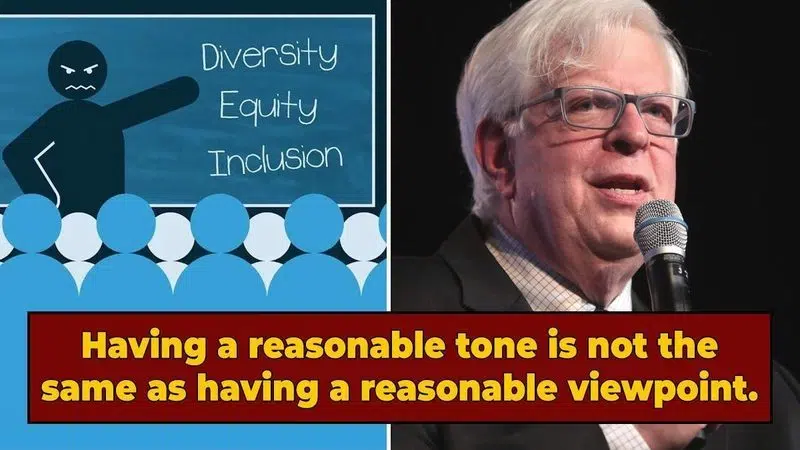 Diversity
Equity
Inclusion
Having a reasonable tone is not the
same as having a reasonable viewpoint.